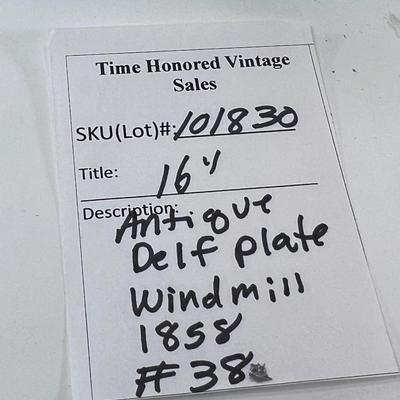 Time Honored Vintage
Sales
SKU(Lot)#: 101830
Title: 16"
Description: Antique
Delf plate
Windmill
1858
# 38